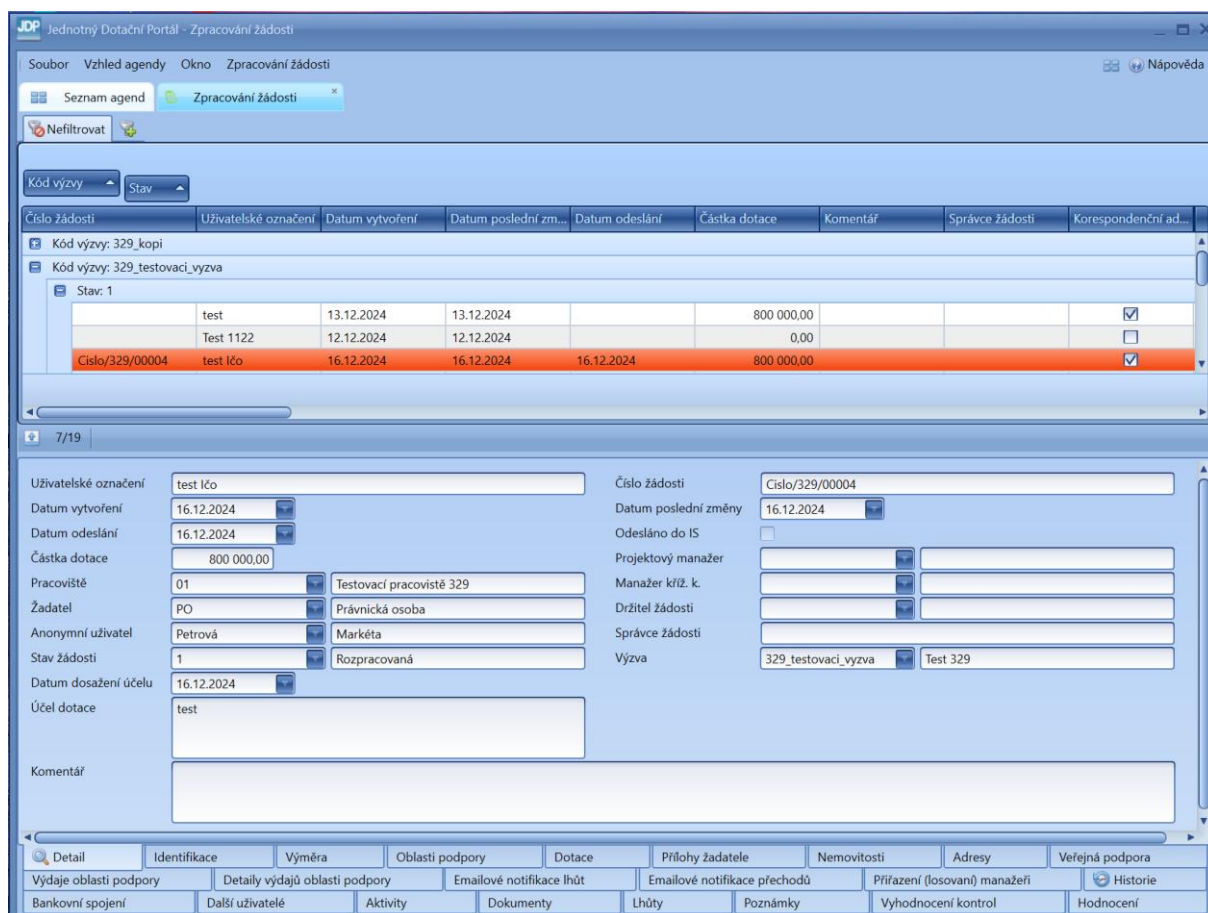 JDP Jednotný Dotační Portál - Zpracování žádosti
Soubor Vzhled agendy Okno Zpracování žádosti Nápověda
Seznam agend Zpracování žádosti
Nefiltrovat
Kód výzvy Stav
Číslo žádosti Uživatelské označení Datum vytvoření Datum poslední zm... Datum odeslání Částka dotace Komentář Správce žádosti Korespondenční ad...
Kód výzvy: 329_kopi
Kód výzvy: 329_testovaci_vyzva
Stav: 1
test 13.12.2024 13.12.2024 800 000,00
Test 1122 12.12.2024 12.12.2024 0,00
Cislo/329/00004 test Ičo 16.12.2024 16.12.2024 16.12.2024 800 000,00
7/19
Uživatelské označení test Ičo Číslo žádosti Cislo/329/00004
Datum vytvoření 16.12.2024 Datum poslední změny 16.12.2024
Datum odeslání 16.12.2024 Odesláno do IS
Částka dotace 800 000,00 Projektový manažer
Pracoviště 01 Testovací pracovistě 329 Manažer kříž. k.
Žadatel PO Právnická osoba Držitel žádosti
Anonymní uživatel Petrová Markéta Správce žádosti
Stav žádosti 1 Rozpracovaná Výzva 329_testovaci_vyzva Test 329
Datum dosažení účelu 16.12.2024
Účel dotace test
Komentář
Detail Identifikace Výměra Oblasti podpory Dotace Přílohy žadatele Nemovitosti Adresy Veřejná podpora
Výdaje oblasti podpory Detaily výdajů oblasti podpory Emailové notifikace lhůt Emailové notifikace přechodů Přiřazení (losovaní) manažeři Historie
Bankovní spojení Další uživatelé Aktivity Dokumenty Lhůty Poznámky Vyhodnocení kontrol Hodnocení